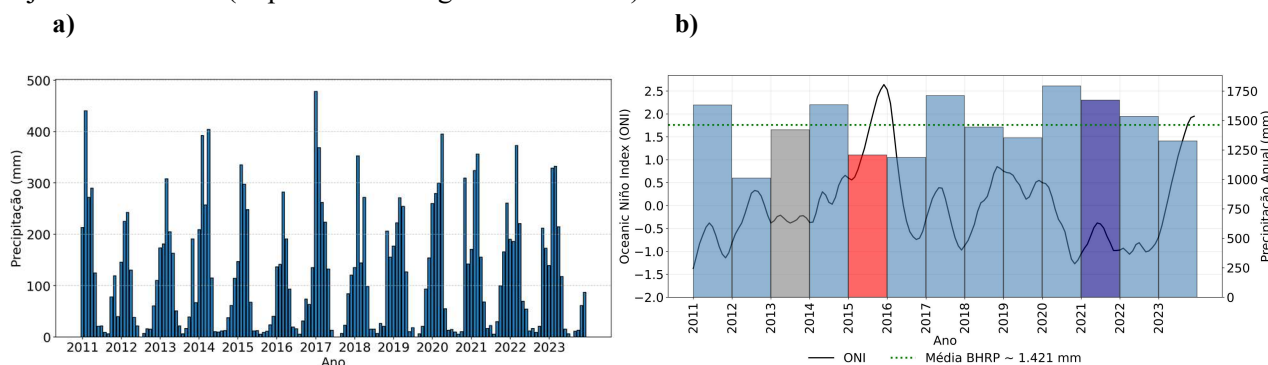 a)
b)
500
400
300
200
100
0
Precipitação (mm)
2011 2012 2013 2014 2015 2016 2017 2018 2019 2020 2021 2022 2023
Ano
2.5
2.0
1.5
1.0
0.5
0.0
−0.5
−1.0
−1.5
−2.0
Oceanic Niño Index (ONI)
1750
1500
1250
1000
750
500
250
0
Precipitação Anual (mm)
2011 2012 2013 2014 2015 2016 2017 2018 2019 2020 2021 2022 2023
Ano
ONI Média BHRP ~ 1.421 mm